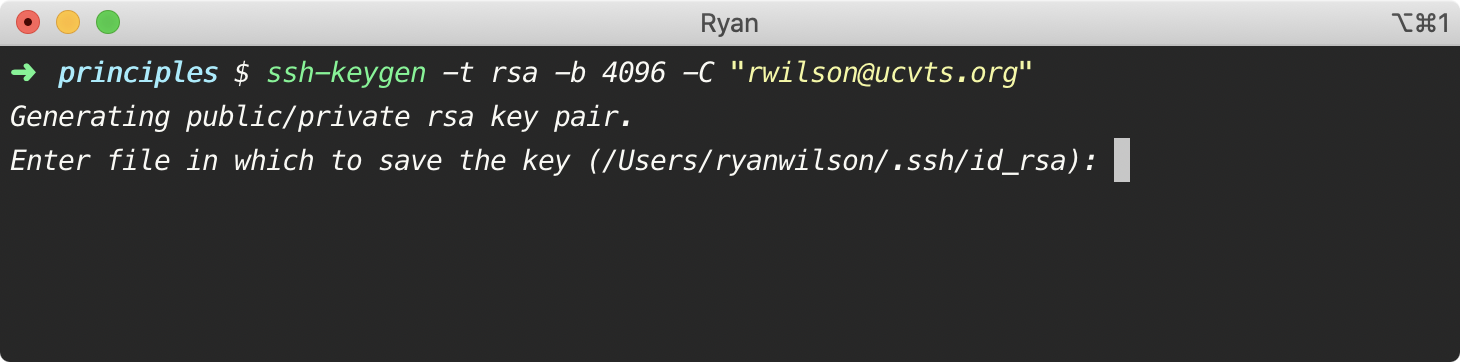 Ryan
⌥⌘1
➜ principles $ ssh-keygen -t rsa -b 4096 -C "rwilson@ucvts.org"
Generating public/private rsa key pair.
Enter file in which to save the key (/Users/ryanwilson/.ssh/id_rsa):